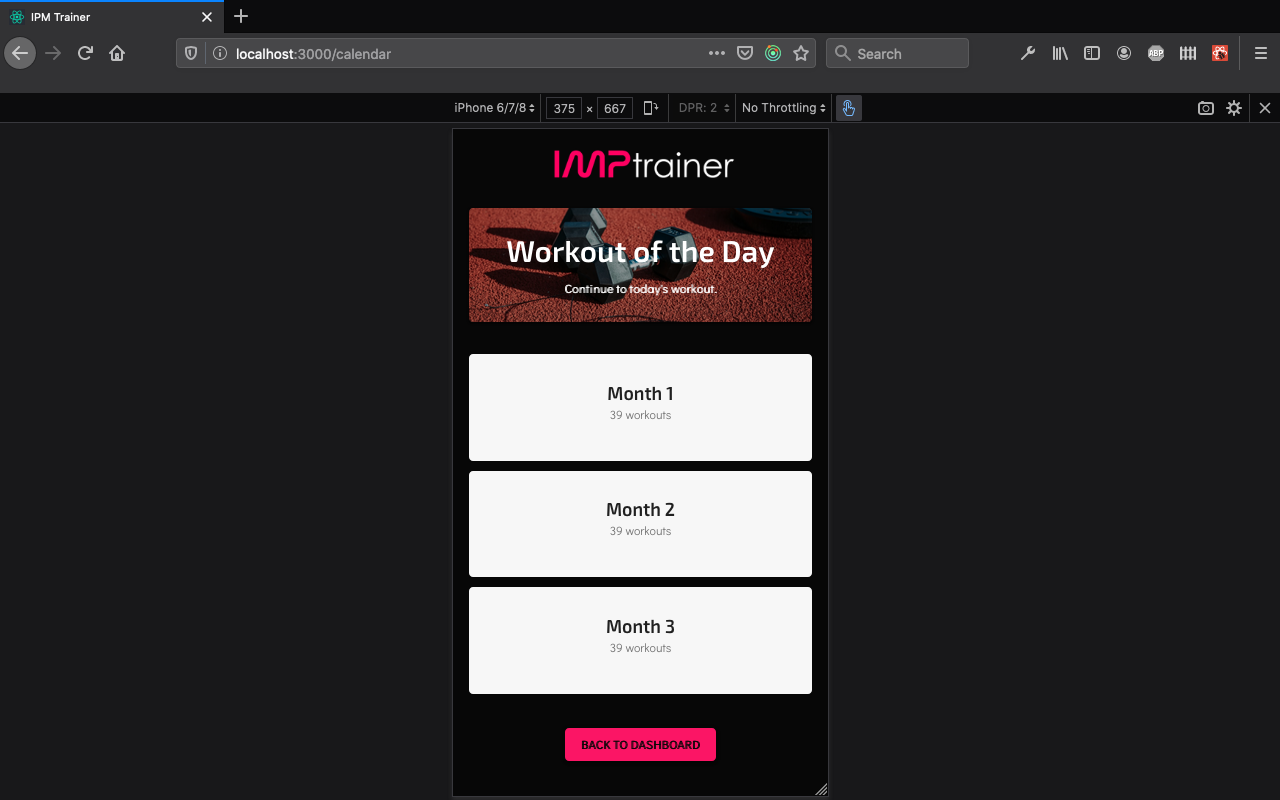 IPM Trainer
localhost:3000/calendar
Search
ABP
iPhone 6/7/8
375 × 667
DPR: 2
No Throttling
IMPtrainer
Workout of the Day
Continue to today's workout.
Month 1
39 workouts
Month 2
39 workouts
Month 3
39 workouts
BACK TO DASHBOARD